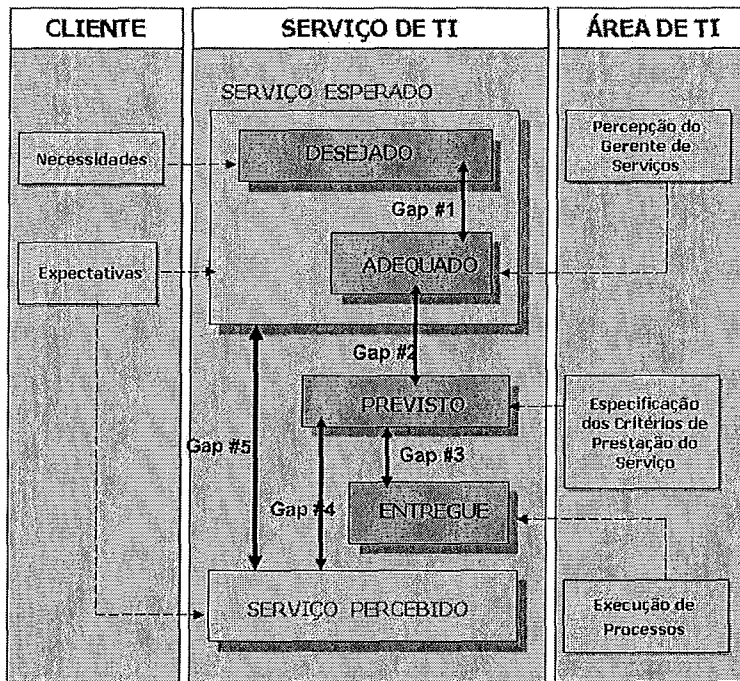 CLIENTE
SERVIÇO DE TI
ÁREA DE TI
SERVIÇO ESPERADO
DESEJADO
Necessidades
Percepção do
Gerente de
Serviços
Gap #1
ADEQUADO
Expectativas
Gap #2
PREVISTO
Especificação
dos Critérios de
Prestação do
Serviço
Gap #5
Gap #3
Gap #4
ENTREGUE
SERVIÇO PERCEBIDO
Execução de
Processos